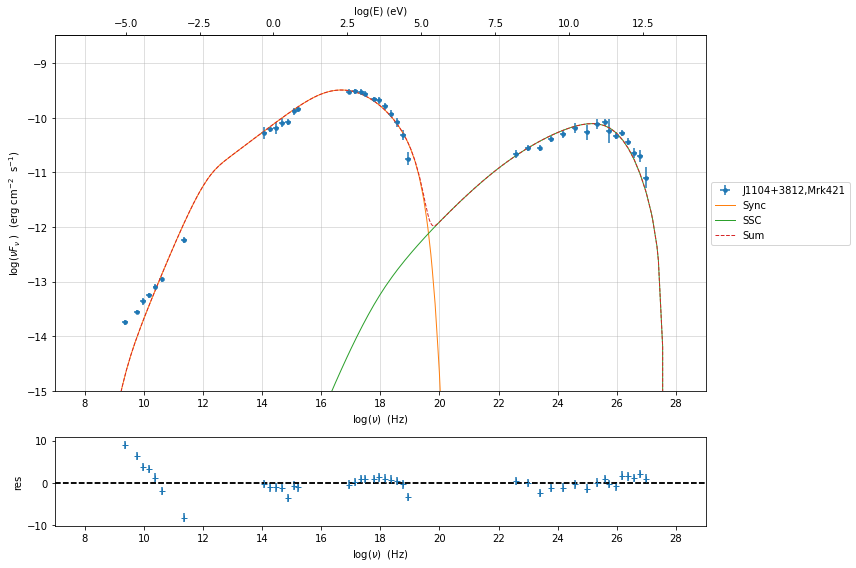 log(E) (eV)
−5.0 −2.5 0.0 2.5 5.0 7.5 10.0 12.5
log(νFν ) (erg cm⁻² s⁻¹)
−9
−10
−11
−12
−13
−14
−15
8 10 12 14 16 18 20 22 24 26 28
log(ν) (Hz)
J1104+3812,Mrk421
Sync
SSC
Sum
res
10
0
−10
8 10 12 14 16 18 20 22 24 26 28
log(ν) (Hz)